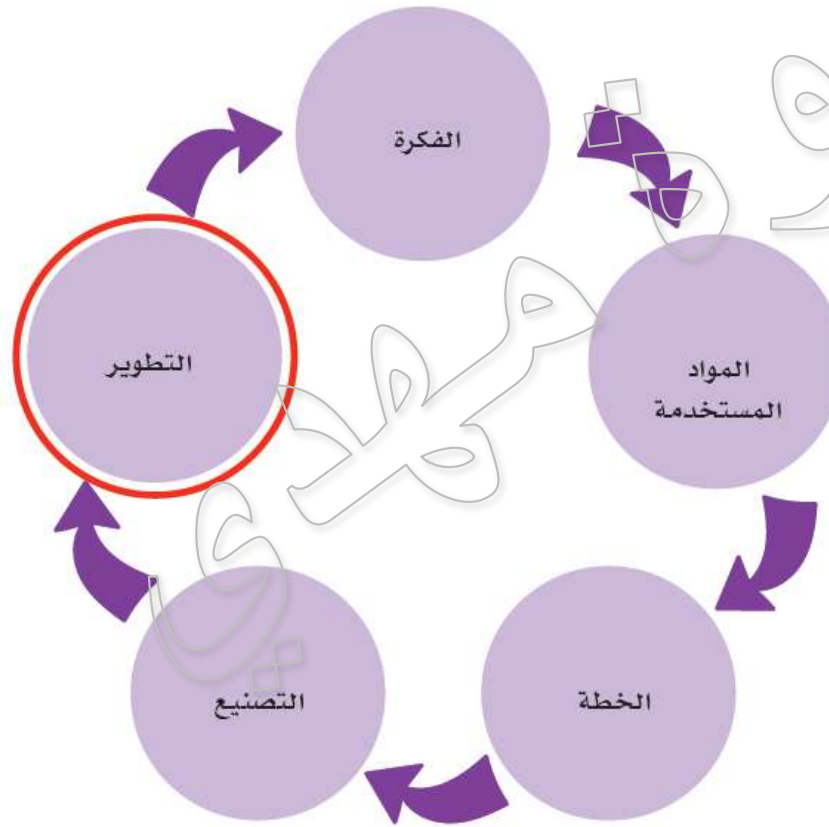 الفكرة
المواد
المستخدمة
الخطة
التصنيع
التطوير